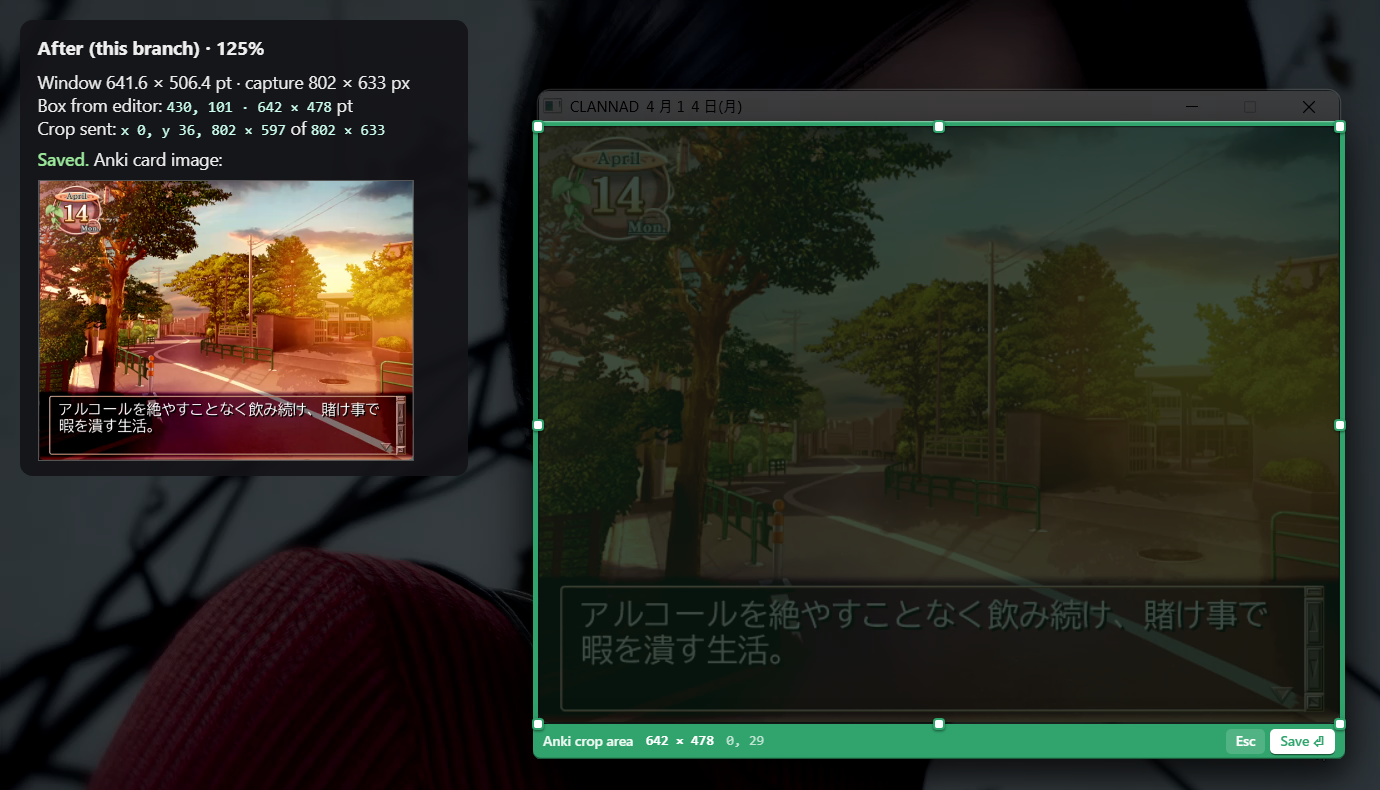 After (this branch) · 125%
Window 641.6 × 506.4 pt · capture 802 × 633 px
Box from editor: 430, 101 · 642 × 478 pt
Crop sent: x 0, y 36, 802 × 597 of 802 × 633
Saved. Anki card image:
April
14
Mon.
アルコールを絶やすことなく飲み続け、賭け事で
暇を潰す生活。
CLANNAD 4月14日(月)
April
14
Mon.
アルコールを絶やすことなく飲み続け、賭け事で
暇を潰す生活。
Anki crop area 642 × 478 0, 29
Esc
Save ⏎